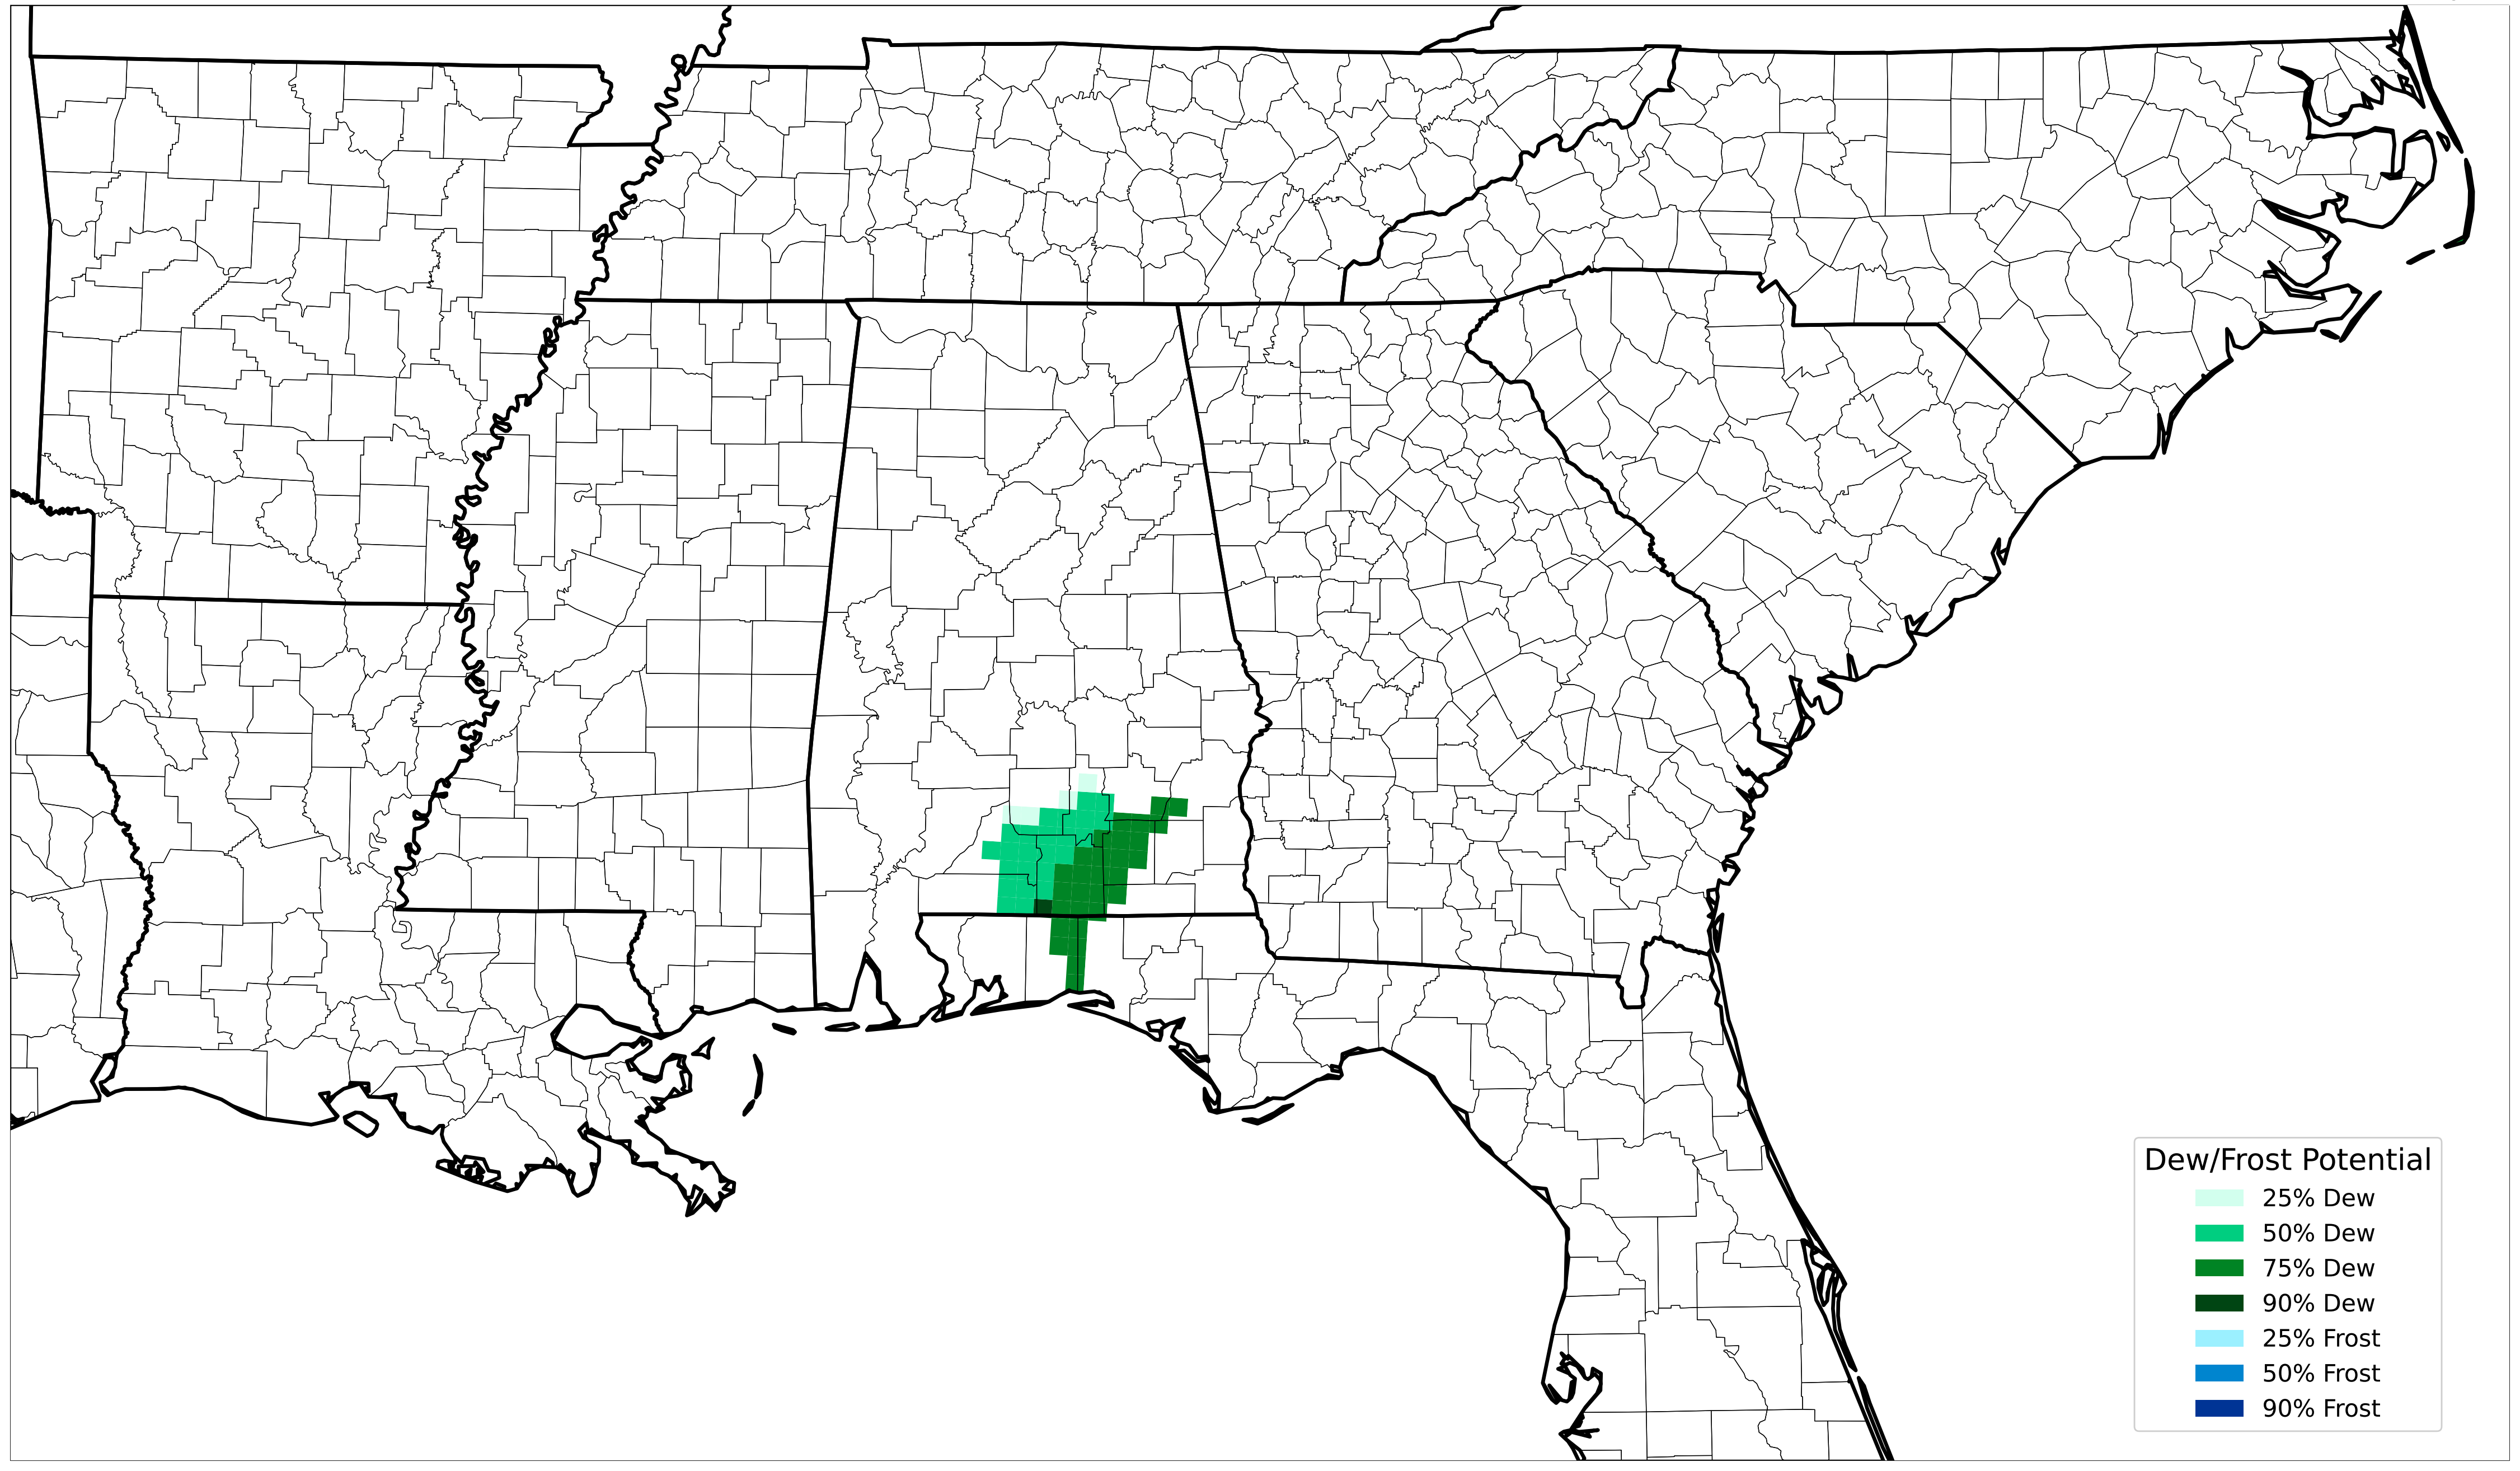 Dew/Frost Potential
25% Dew
50% Dew
75% Dew
90% Dew
25% Frost
50% Frost
90% Frost